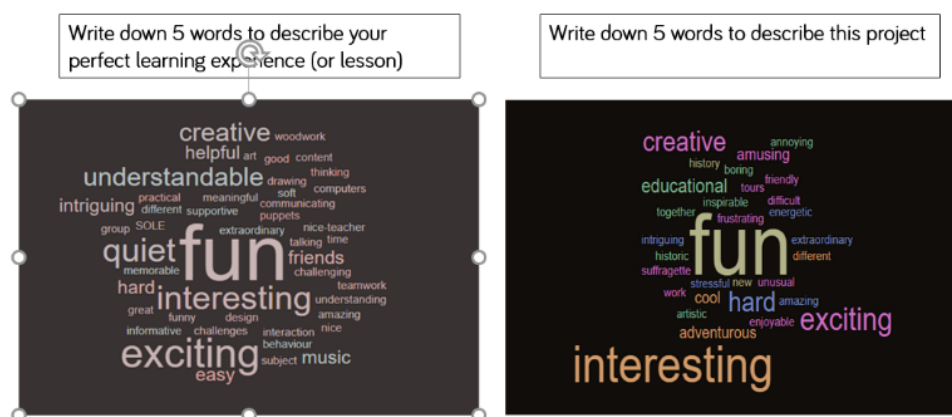 Write down 5 words to describe your
perfect learning experience (or lesson)
creative woodwork
helpful art good content
understandable drawing thinking
soft computers
intriguing practical meaningful communicating
different supportive puppets
group SOLE extraordinary nice-teacher
quiet fun talking time
friends
memorable challenging
hard interesting teamwork
great understanding
funny design amazing
informative challenges interaction nice
behaviour
exciting subject music
easy
Write down 5 words to describe this project
creative annoying
history amusing
boring
educational tours friendly
inspirable difficult
together frustrating energetic
intriguing fun extraordinary
historic different
suffragette
stressful new unusual
work cool hard amazing
artistic enjoyable exciting
adventurous
interesting